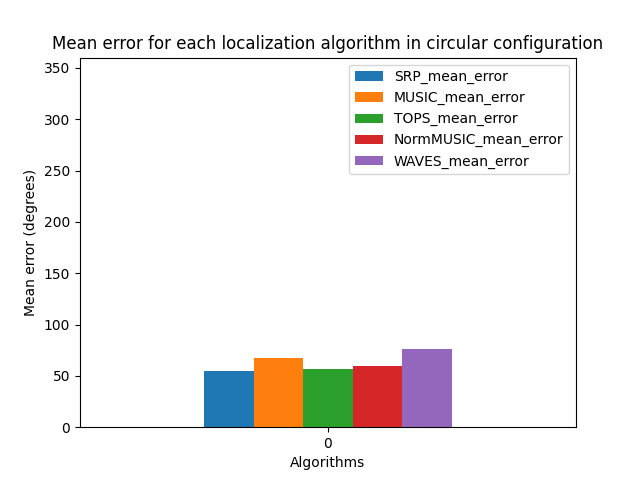 Mean error for each localization algorithm in circular configuration
350
300
250
200
150
100
50
0
Mean error (degrees)
SRP_mean_error
MUSIC_mean_error
TOPS_mean_error
NormMUSIC_mean_error
WAVES_mean_error
0
Algorithms